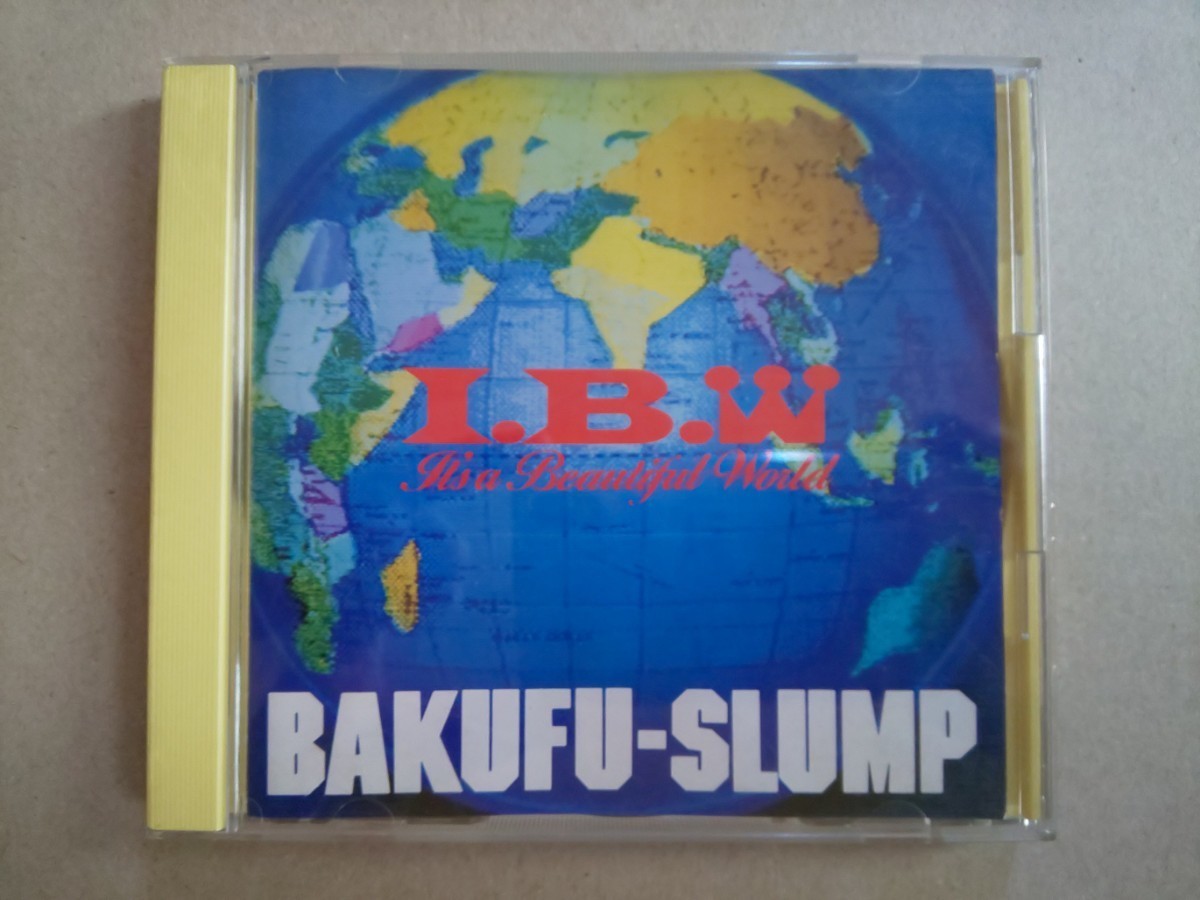 I.B.W
It's a Beautiful World
BAKUFU-SLUMP